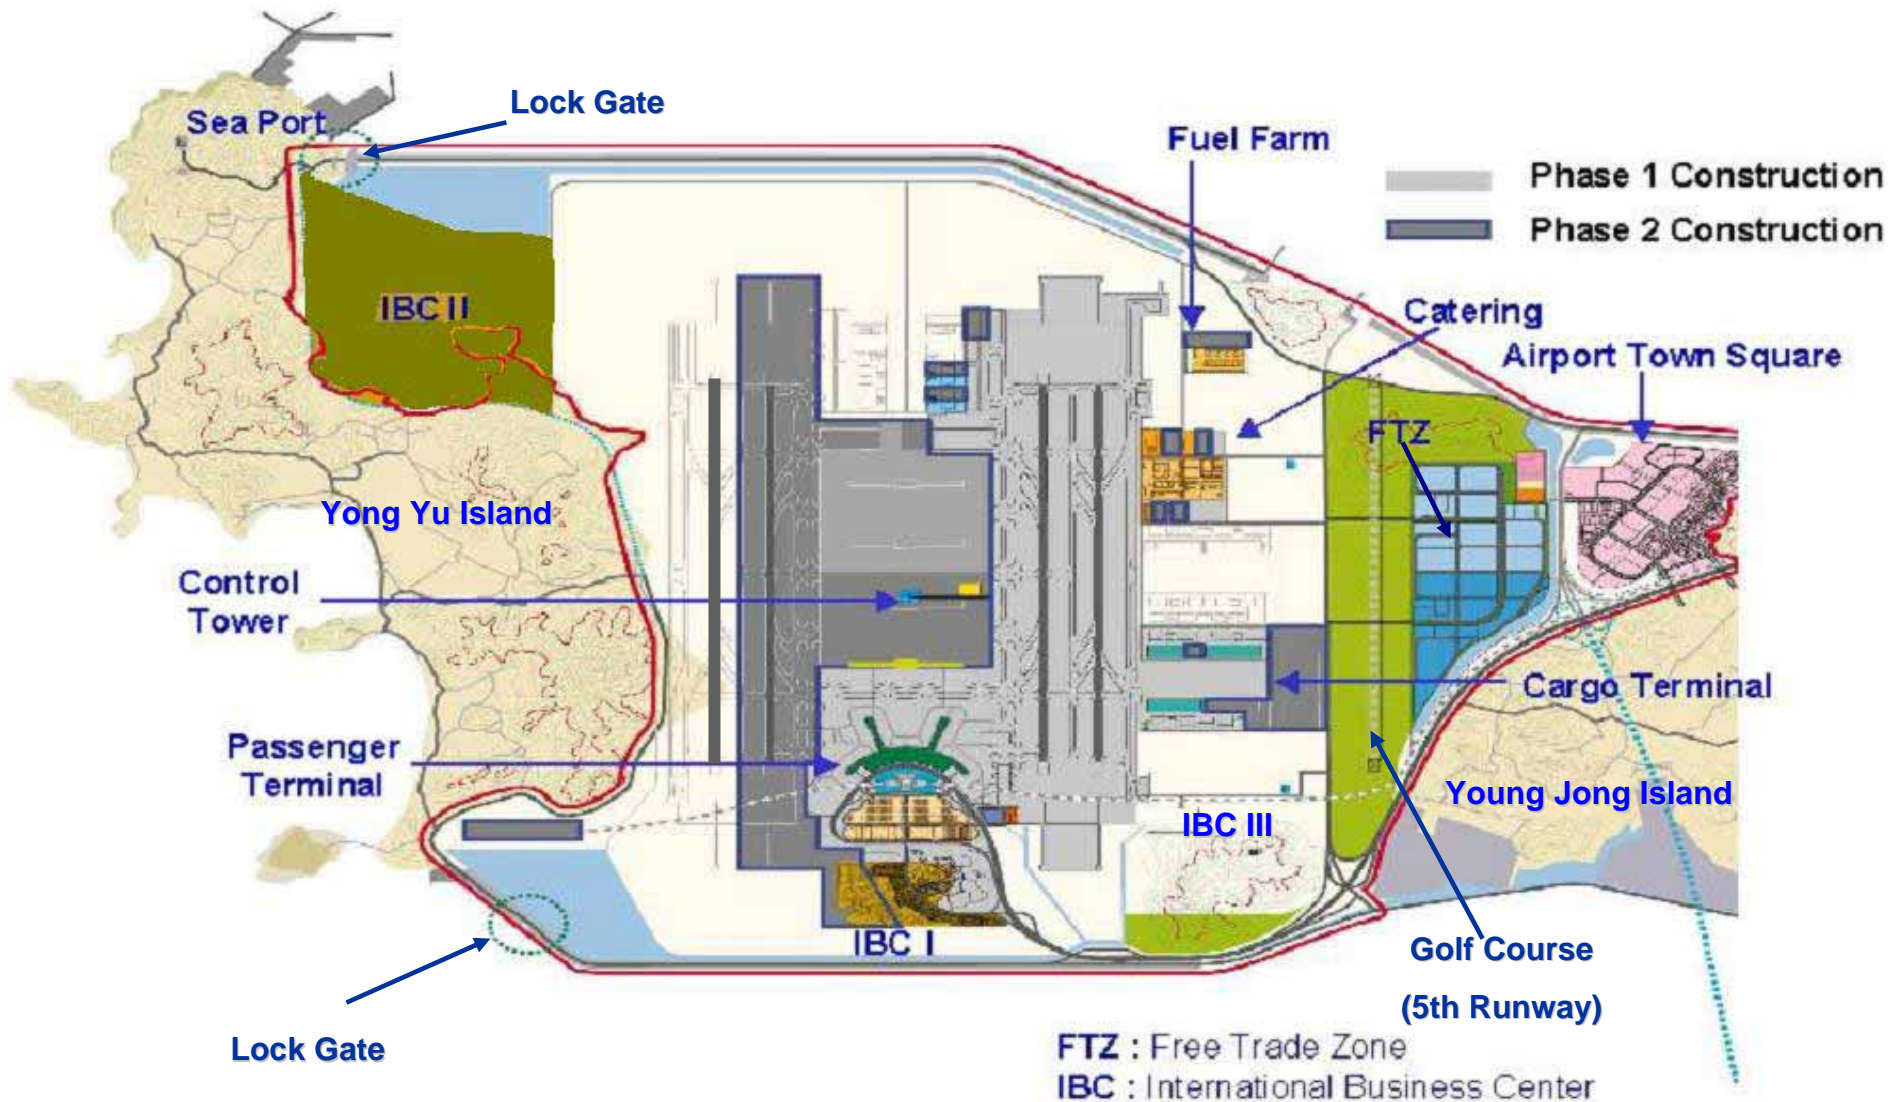 Lock Gate
Sea Port
Fuel Farm
Phase 1 Construction
Phase 2 Construction
IBC II
Catering
Airport Town Square
FTZ
Yong Yu Island
Control
Tower
Cargo Terminal
Passenger
Terminal
Young Jong Island
IBC III
IBC I
Golf Course
(5th Runway)
Lock Gate
FTZ : Free Trade Zone
IBC : International Business Center